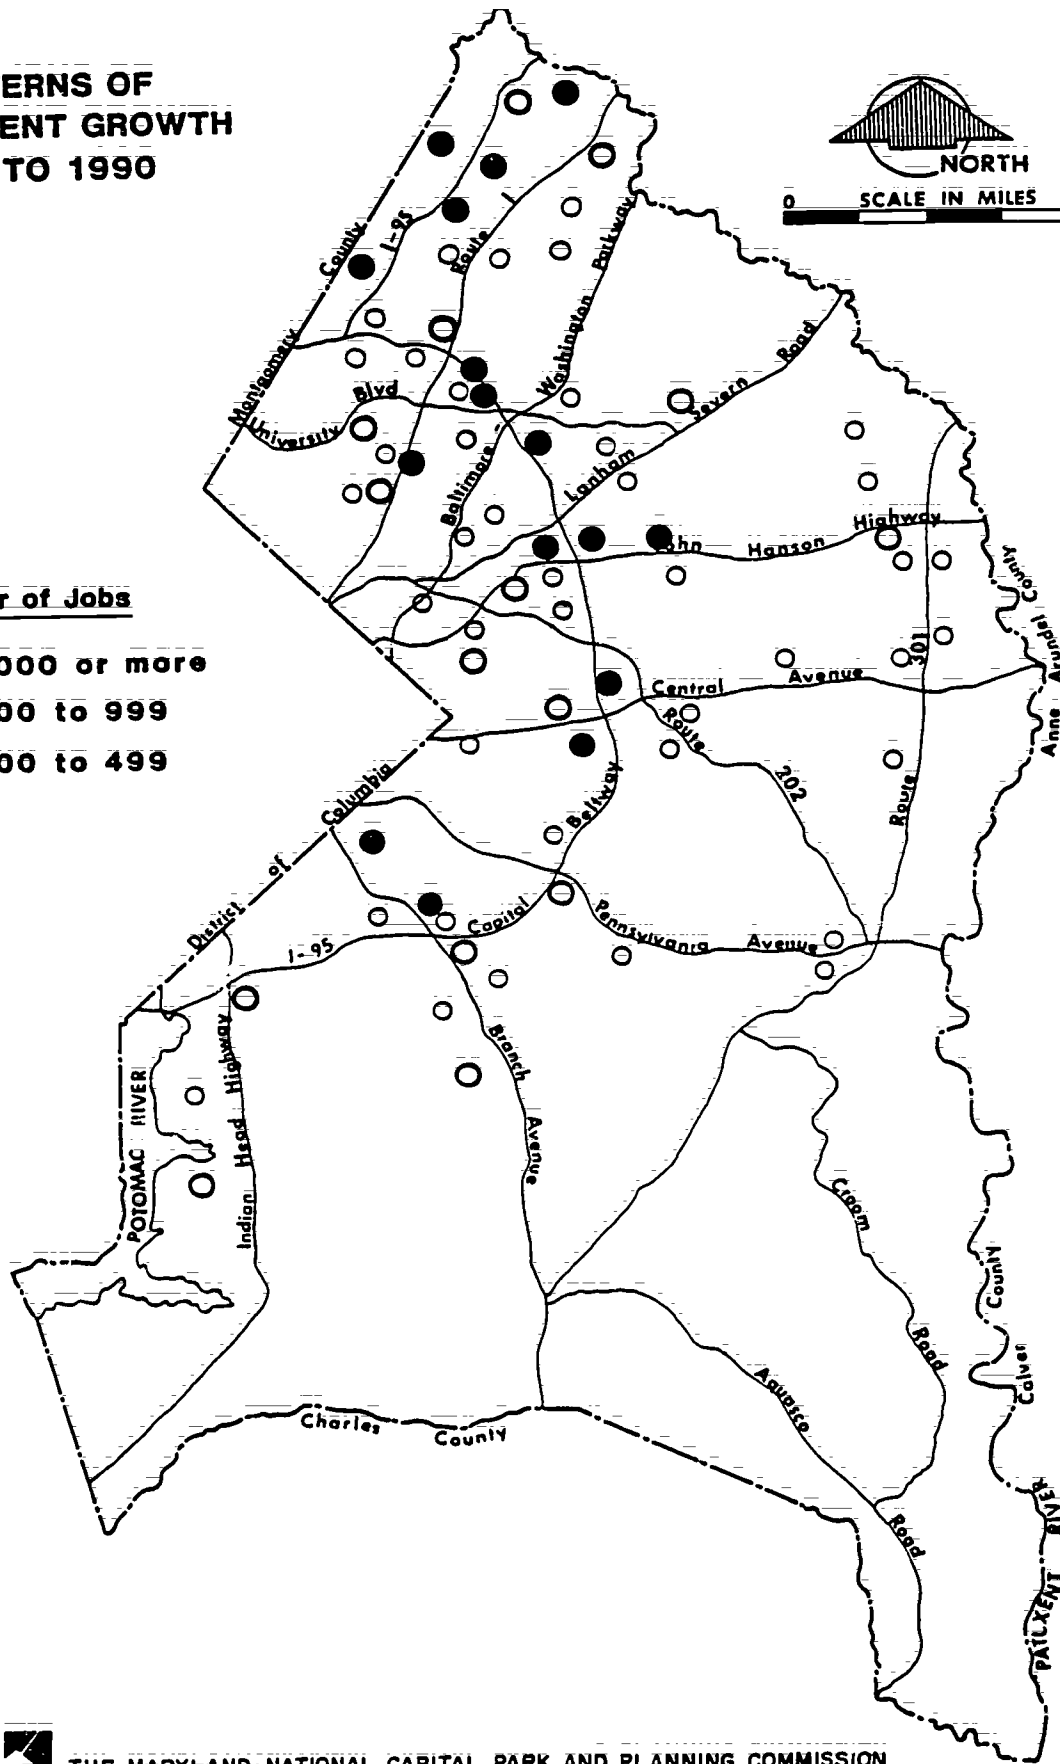 ERNS OF
ENT GROWTH
TO 1990
NORTH
0 SCALE IN MILES
County
I-95
Route 1
Parkway
Washington
Montgomery
Blvd
University
Road
Severn
Baltimore -
Lanham
Highway
Hanson
John
County
Arundel
Anne
r of Jobs
000 or more
00 to 999
00 to 499
301
Central Avenue
Route
202
Route
Columbia
Beltway
of
District
Capital
Pennsylvania Avenue
I-95
Branch
Avenue
Indian Head Highway
POTOMAC RIVER
Croom
Road
County
Calver
Aquasco
Road
Charles County
RIVER
PATUXENT
THE MARYLAND-NATIONAL CAPITAL PARK AND PLANNING COMMISSION